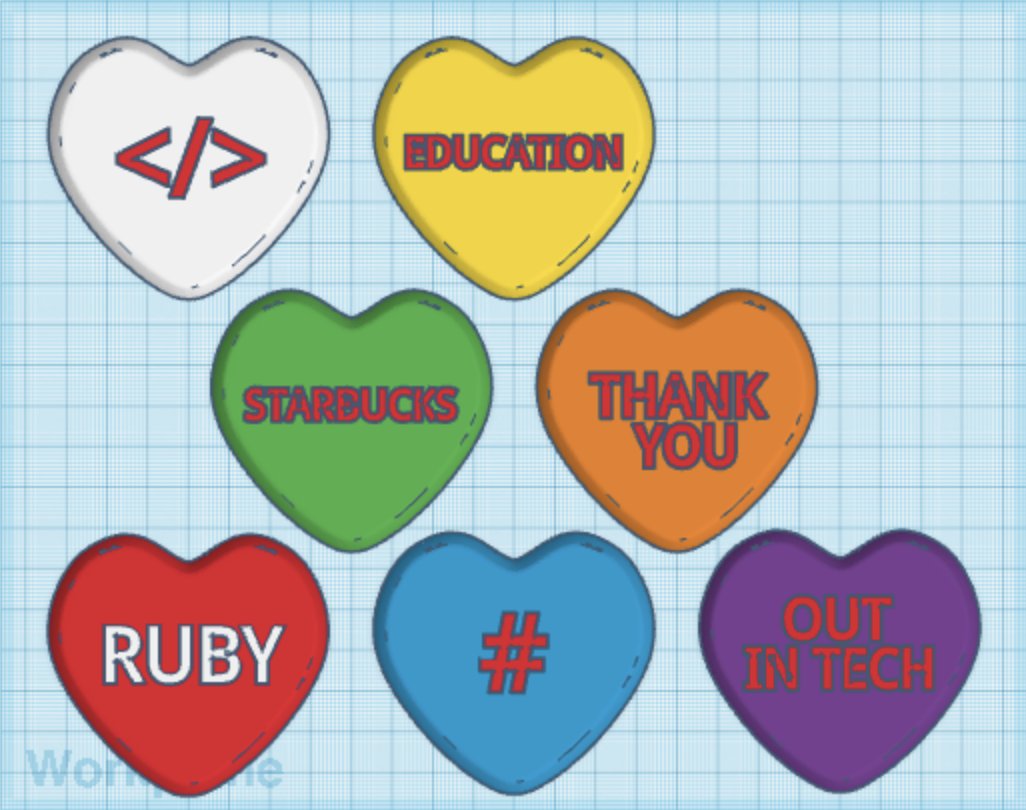 </>
EDUCATION
STARBUCKS
THANK
YOU
RUBY
#
OUT
IN TECH